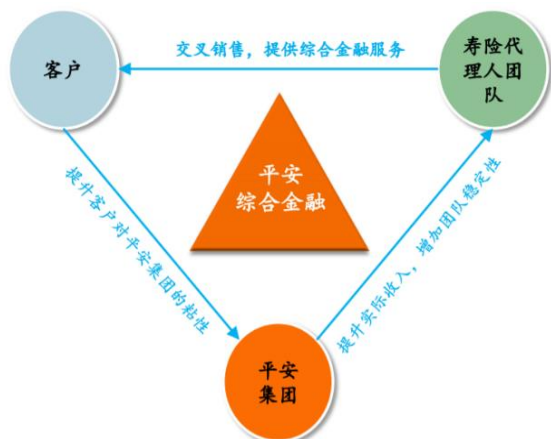 交叉销售，提供综合金融服务
客户
寿险代
理人团
队
平安
综合金融
提升客户对平安集团的粘性
提升实际收入，增加团队稳定性
平安
集团